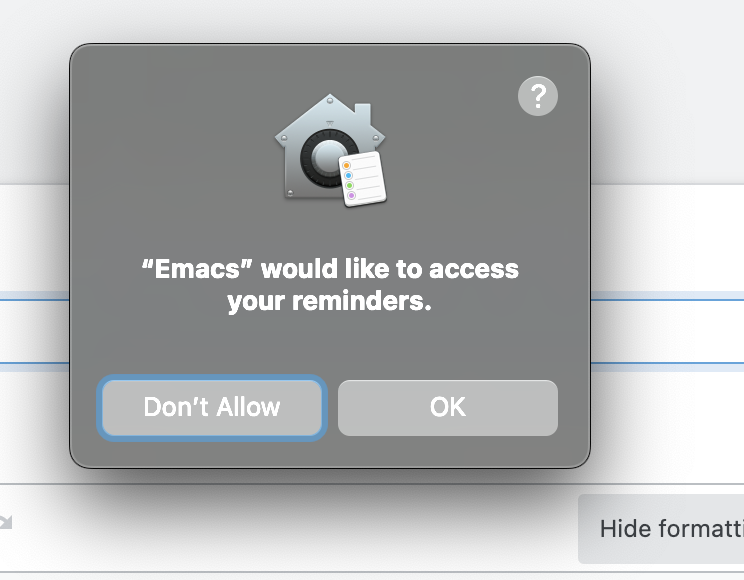 ?
“Emacs” would like to access
your reminders.
Don’t Allow
OK
Hide formatti